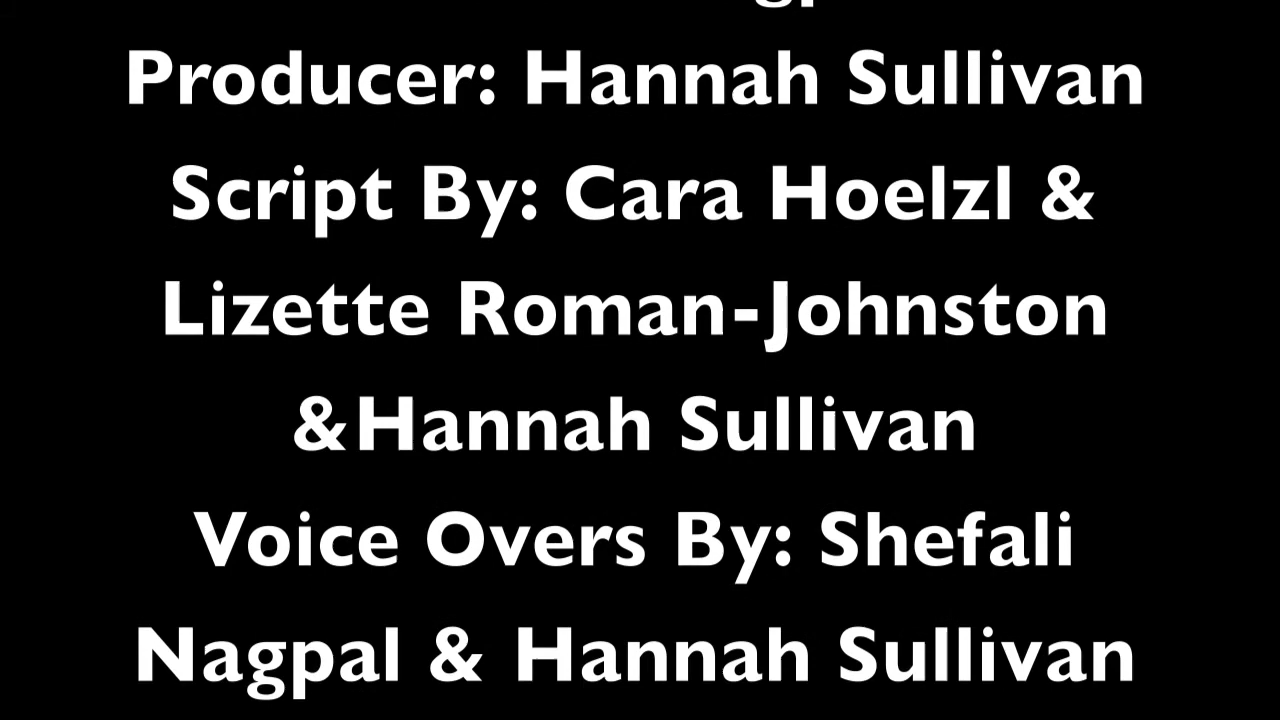 Producer: Hannah Sullivan
Script By: Cara Hoelzl &
Lizette Roman-Johnston
&Hannah Sullivan
Voice Overs By: Shefali
Nagpal & Hannah Sullivan